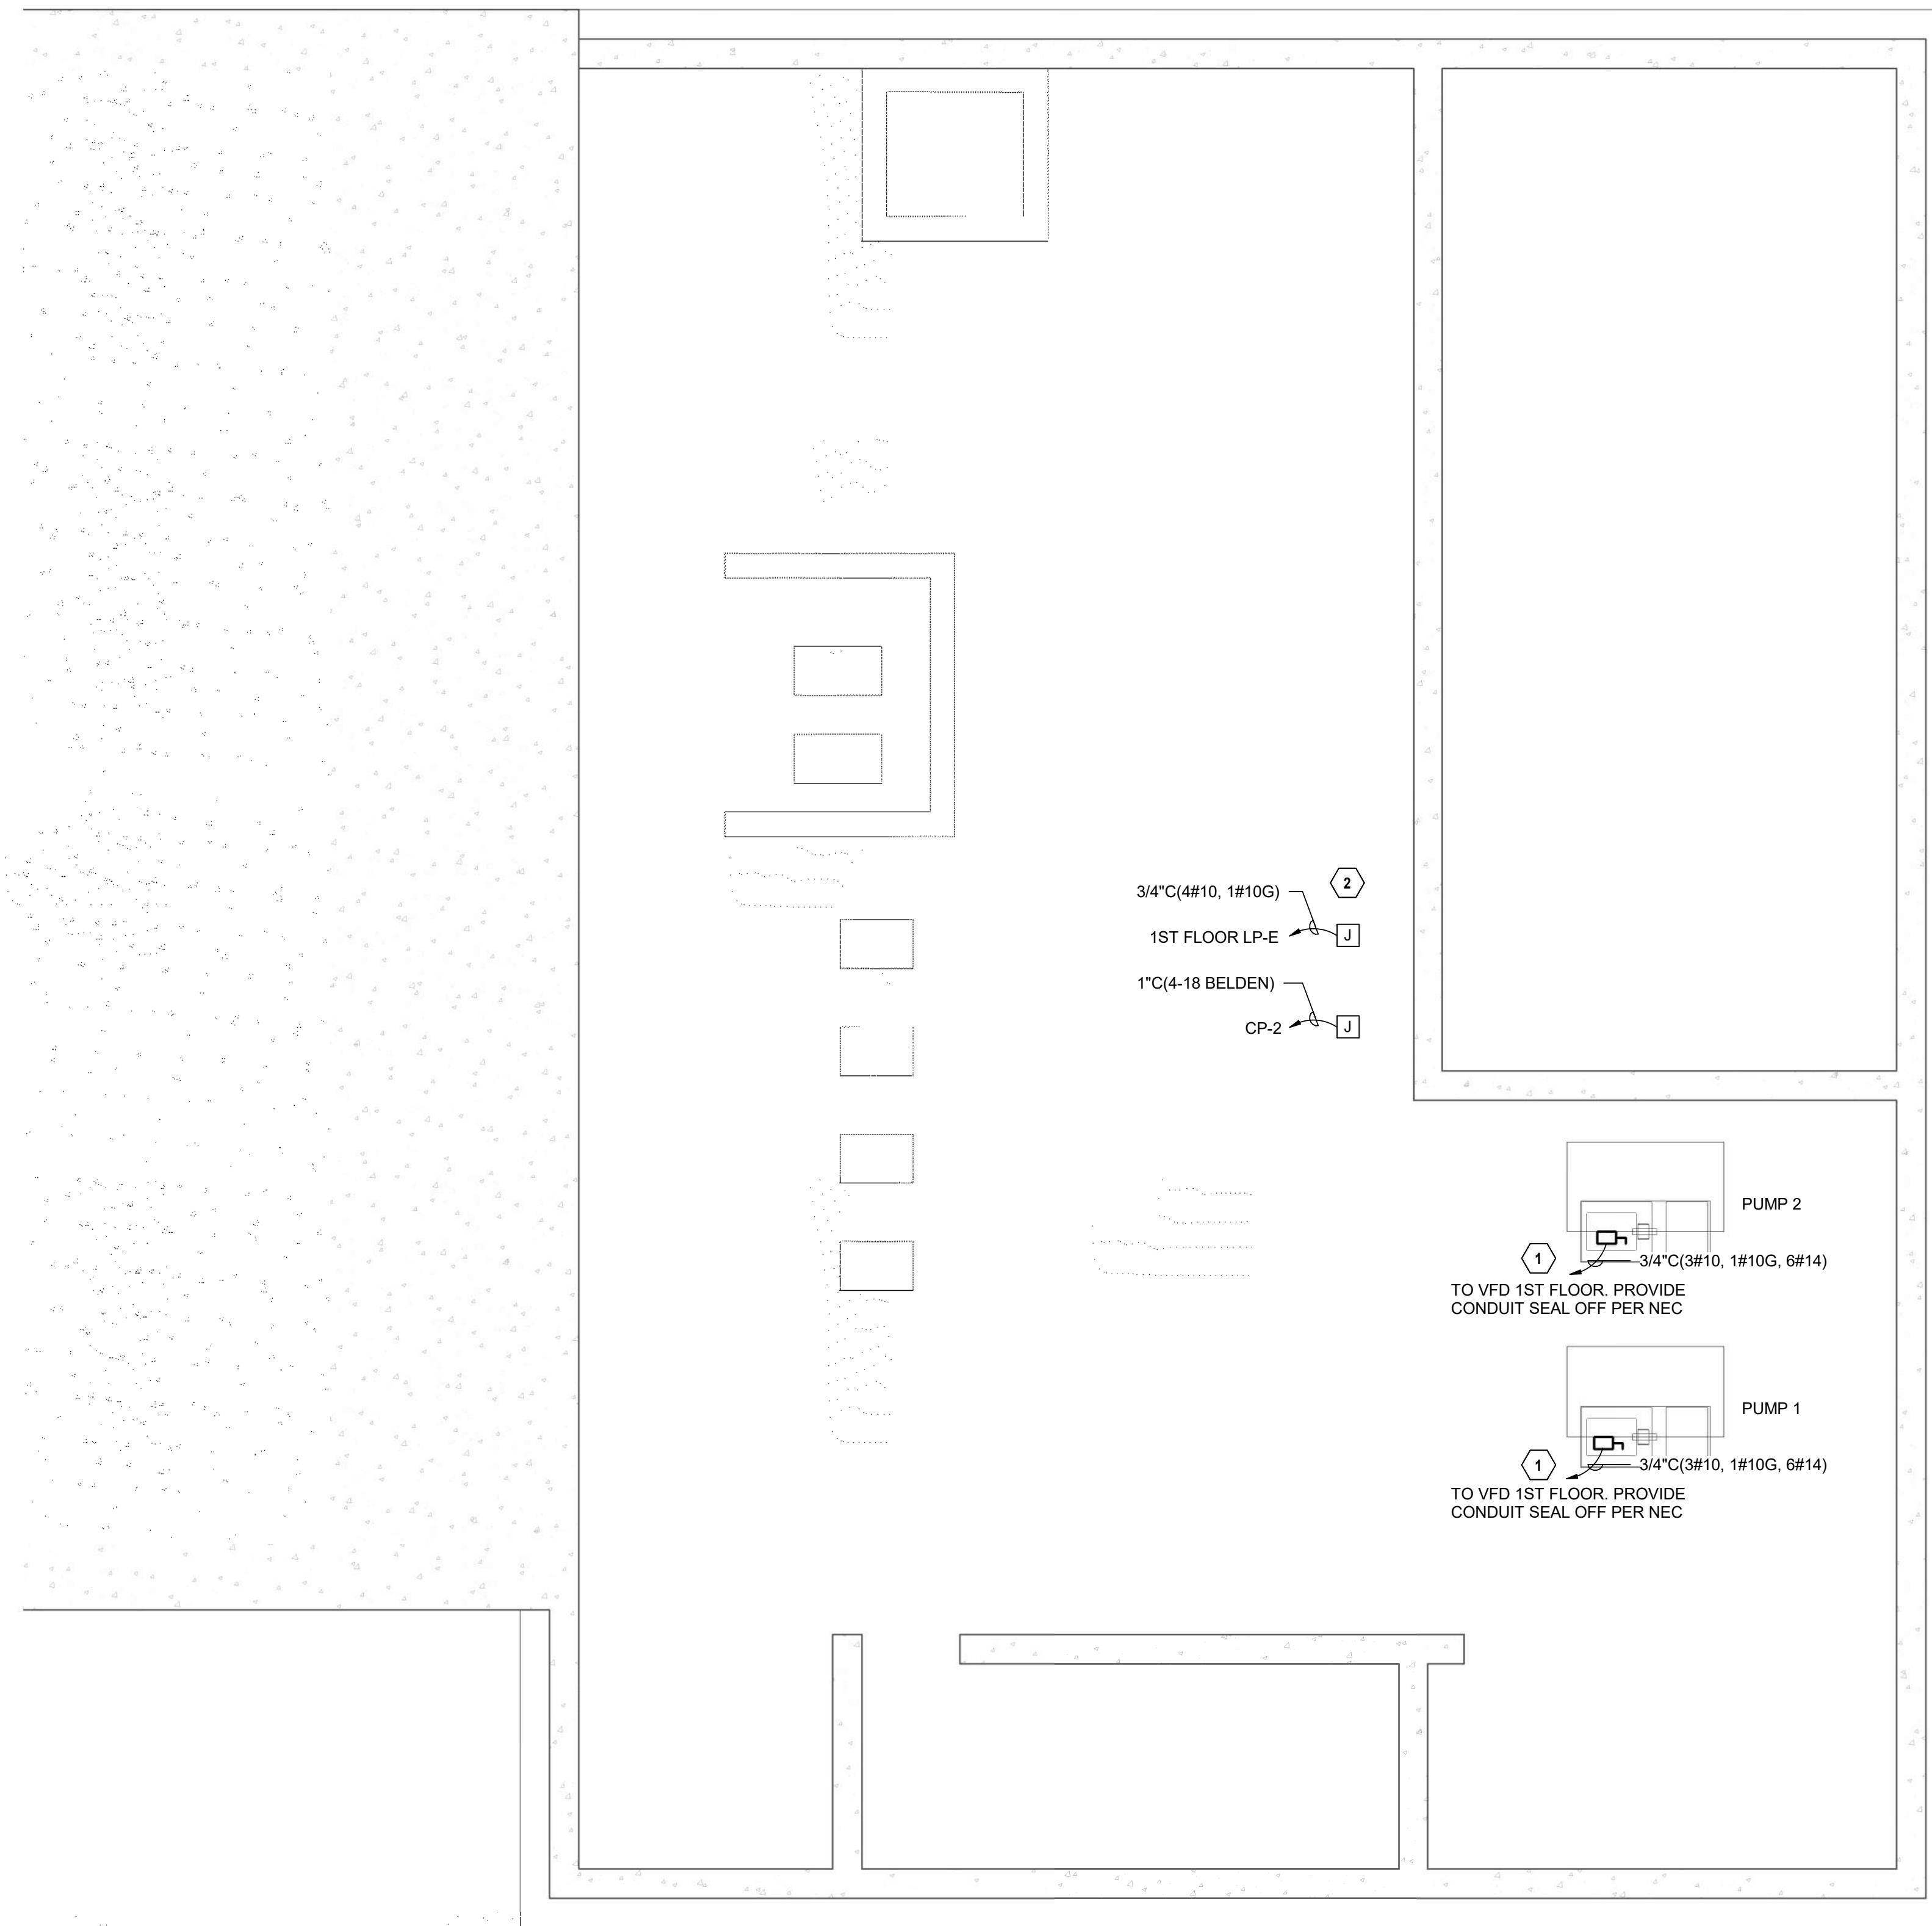 3/4"C(4#10, 1#10G)
2
1ST FLOOR LP-E
J
1"C(4-18 BELDEN)
CP-2
J
PUMP 2
1
3/4"C(3#10, 1#10G, 6#14)
TO VFD 1ST FLOOR. PROVIDE
CONDUIT SEAL OFF PER NEC
PUMP 1
1
3/4"C(3#10, 1#10G, 6#14)
TO VFD 1ST FLOOR. PROVIDE
CONDUIT SEAL OFF PER NEC